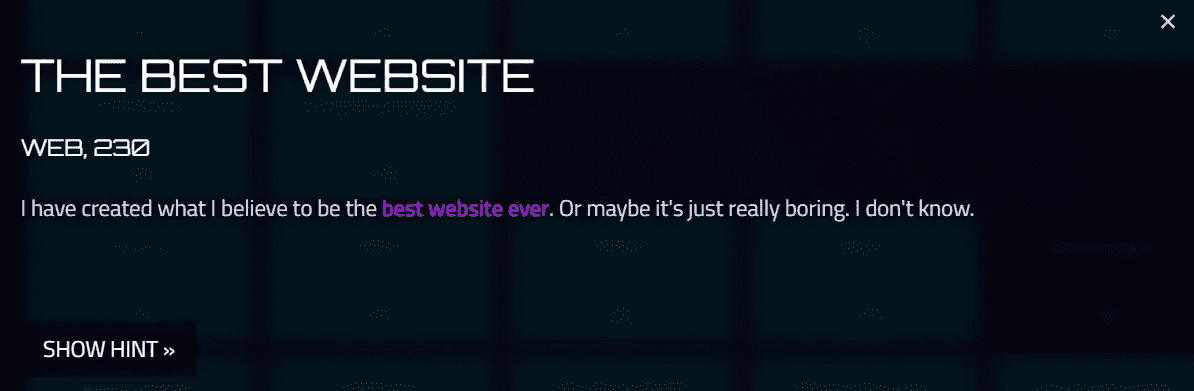 ×
THE BEST WEBSITE
WEB, 230
I have created what I believe to be the best website ever. Or maybe it's just really boring. I don't know.
SHOW HINT »